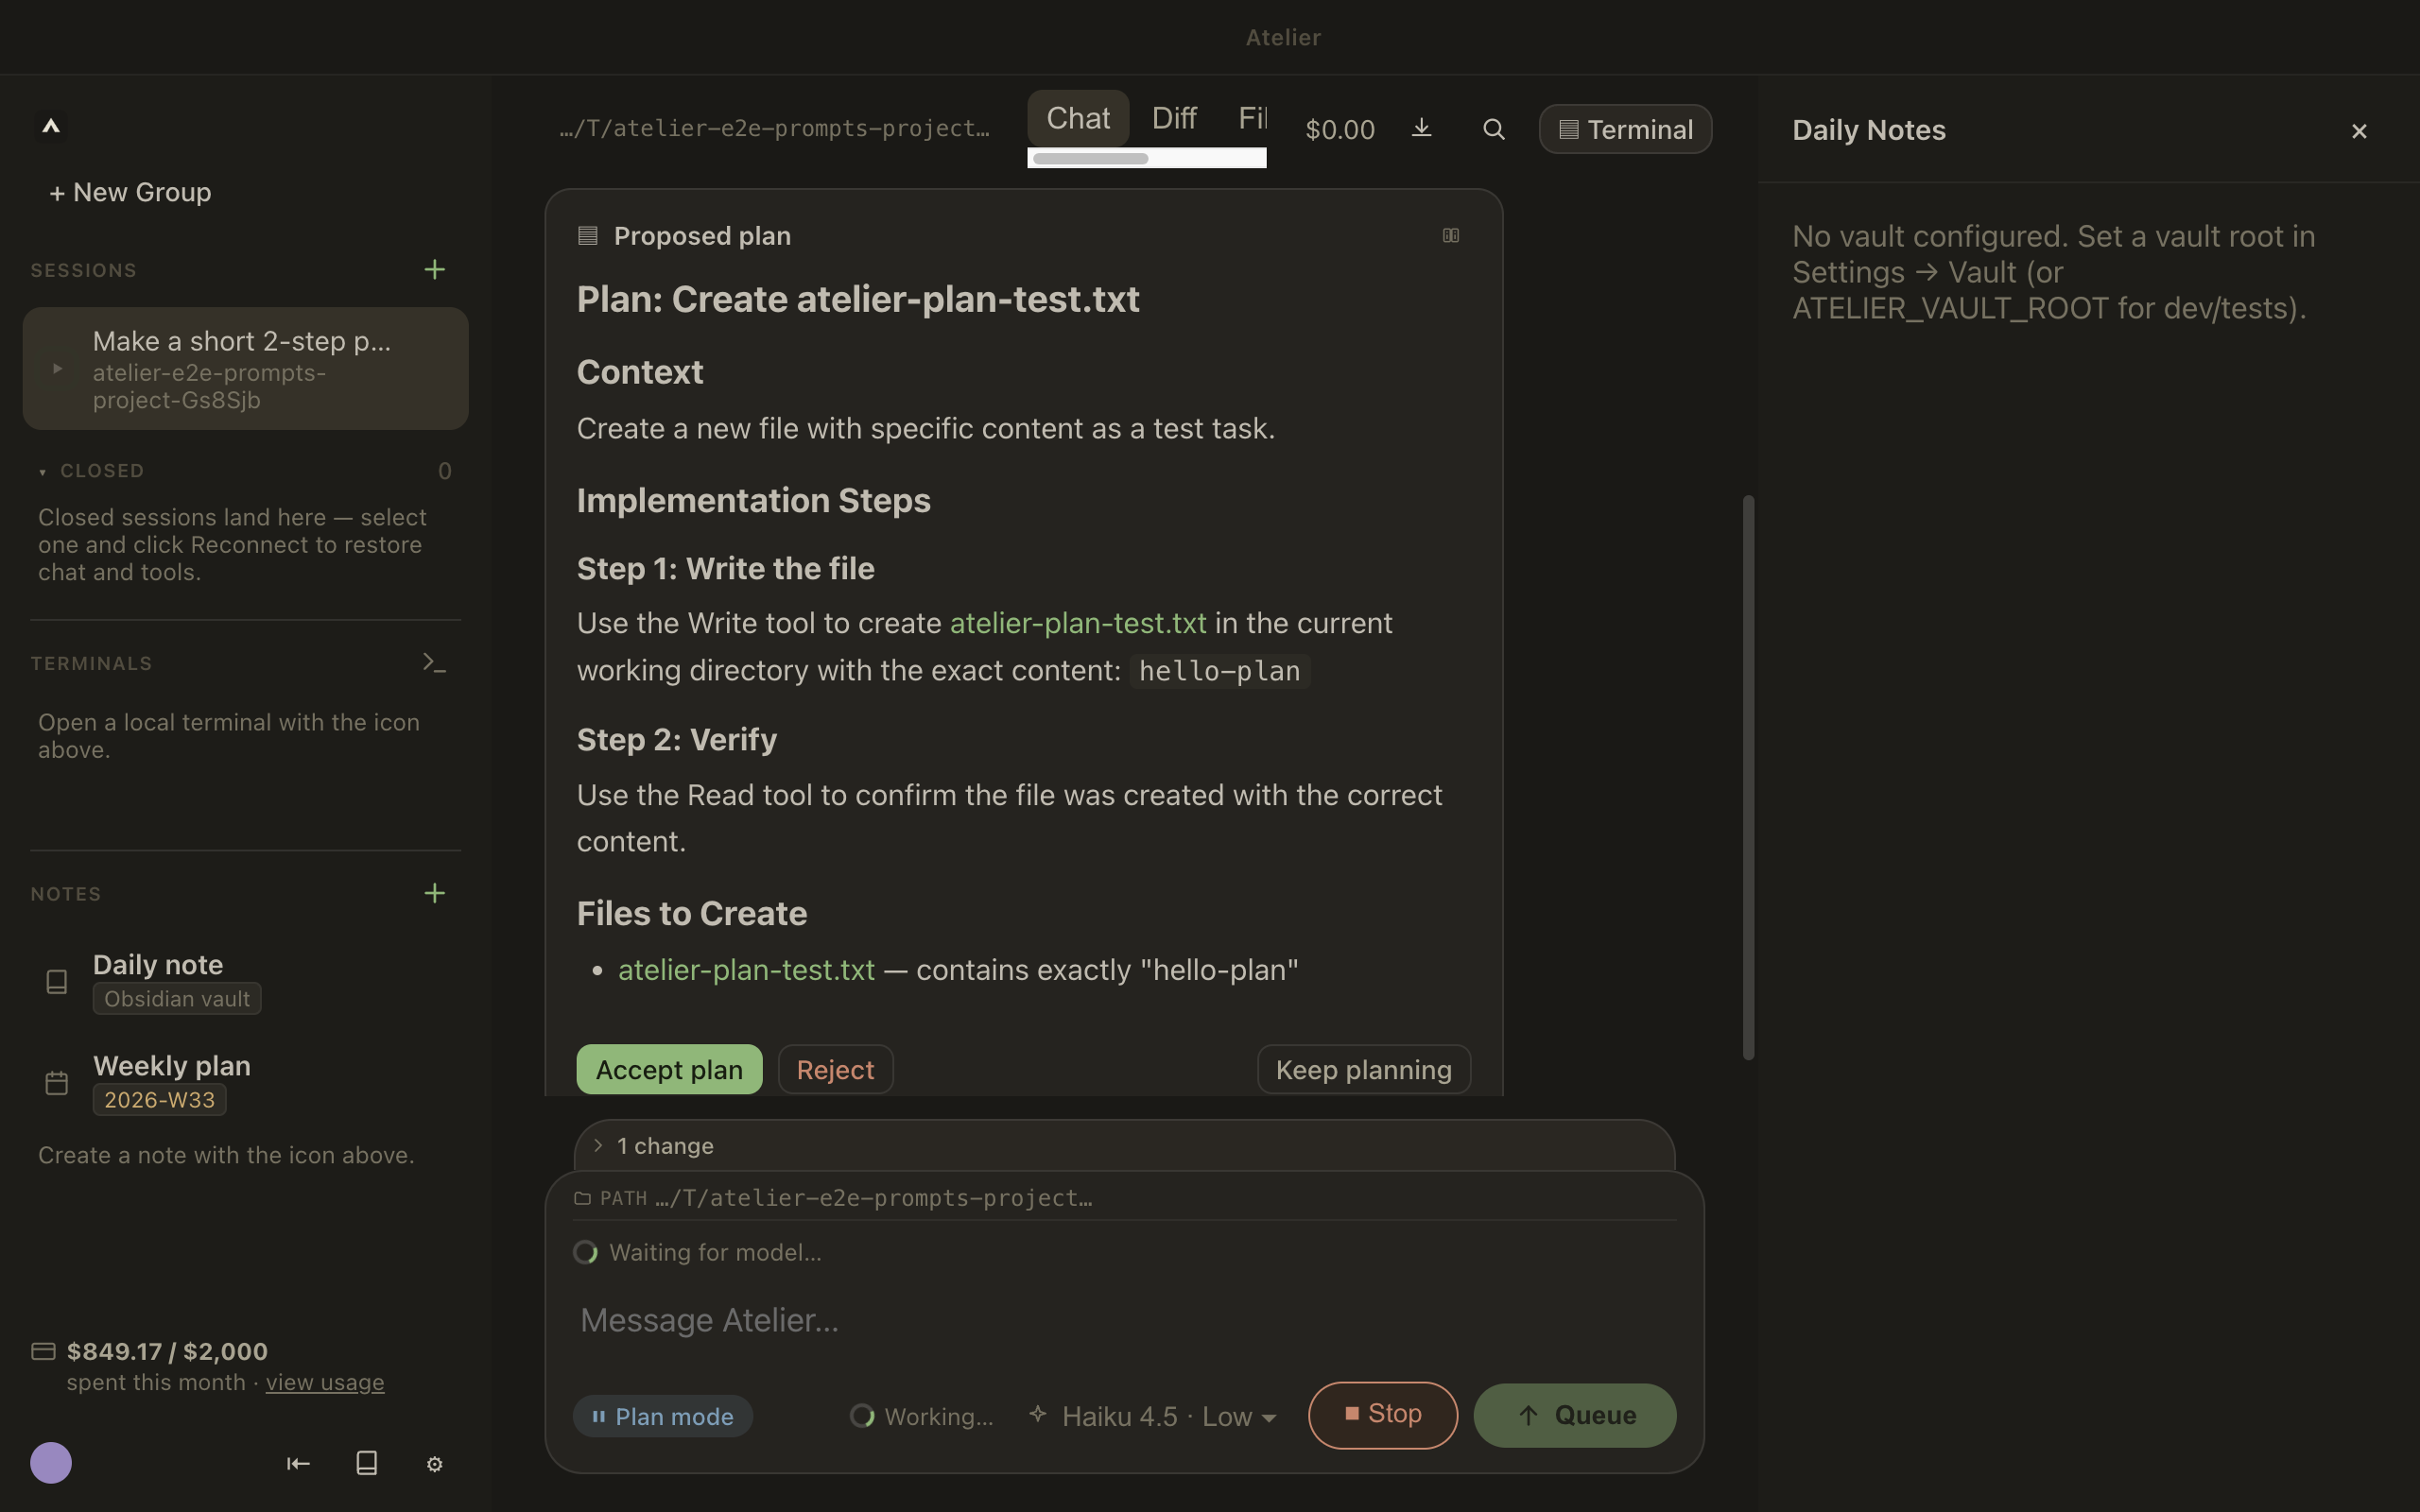 Atelier
+ New Group
SESSIONS
Make a short 2-step p...
atelier-e2e-prompts-
project-Gs8Sjb
CLOSED 0
Closed sessions land here — select
one and click Reconnect to restore
chat and tools.
TERMINALS
Open a local terminal with the icon
above.
NOTES
Daily note
Obsidian vault
Weekly plan
2026-W33
Create a note with the icon above.
$849.17 / $2,000
spent this month · view usage
…/T/atelier-e2e-prompts-project…
Chat Diff Fil
$0.00
Terminal
Proposed plan
Plan: Create atelier-plan-test.txt
Context
Create a new file with specific content as a test task.
Implementation Steps
Step 1: Write the file
Use the Write tool to create atelier-plan-test.txt in the current
working directory with the exact content: hello-plan
Step 2: Verify
Use the Read tool to confirm the file was created with the correct
content.
Files to Create
• atelier-plan-test.txt — contains exactly "hello-plan"
Accept plan Reject Keep planning
1 change
PATH …/T/atelier-e2e-prompts-project…
Waiting for model...
Message Atelier...
Plan mode Working... Haiku 4.5 · Low Stop Queue
Daily Notes
No vault configured. Set a vault root in
Settings → Vault (or
ATELIER_VAULT_ROOT for dev/tests).